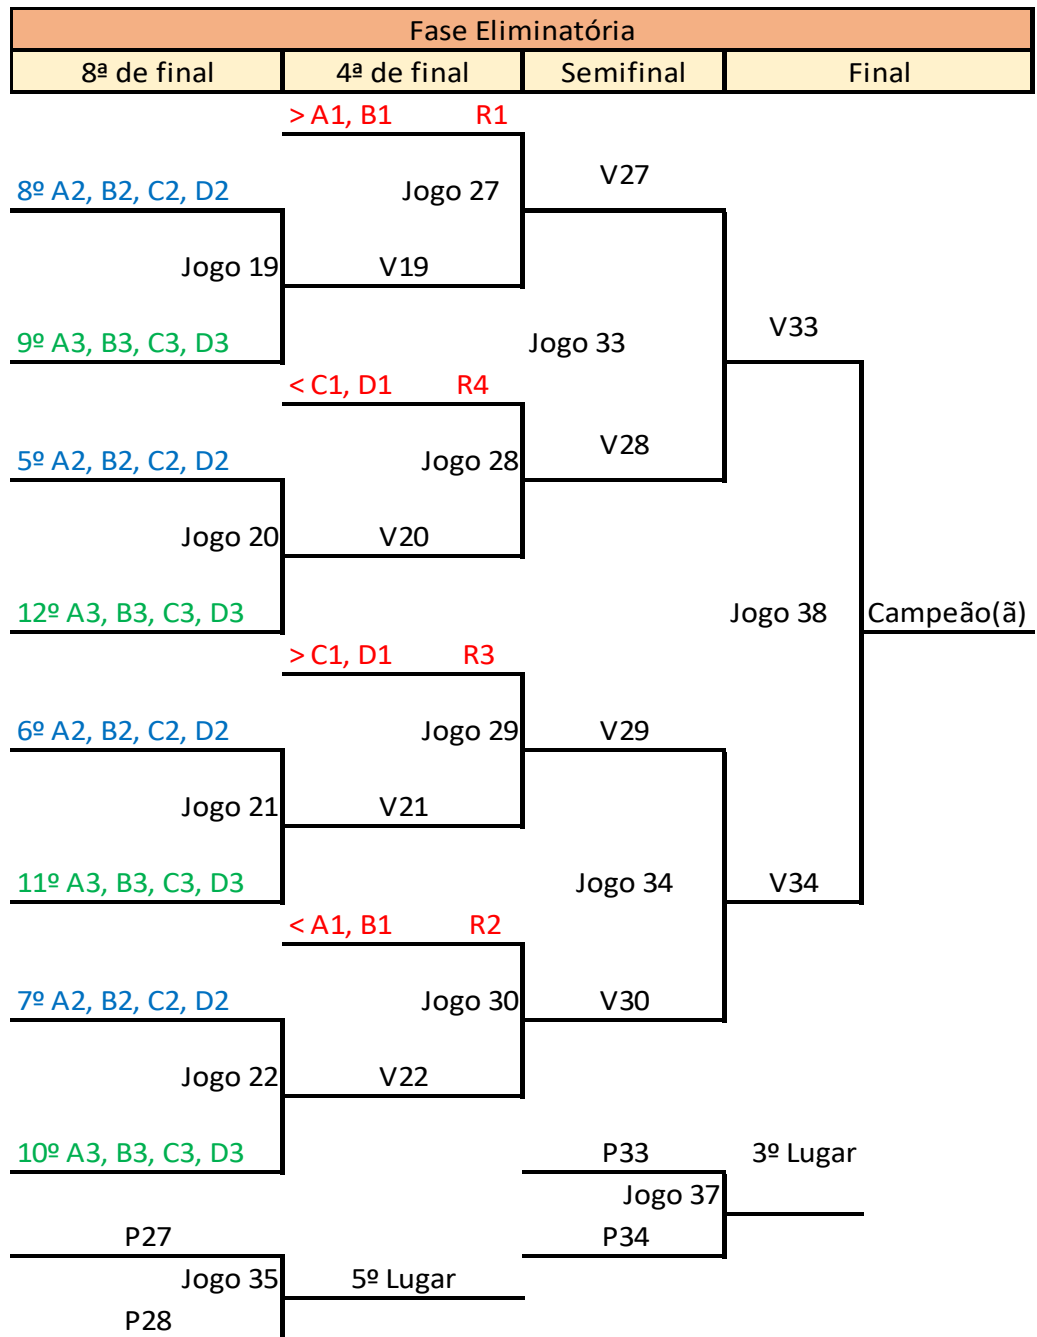 Fase Eliminatória
8ª de final 4ª de final Semifinal Final
> A1, B1 R1
V27
8º A2, B2, C2, D2 Jogo 27
Jogo 19 V19
V33
9º A3, B3, C3, D3 Jogo 33
< C1, D1 R4
V28
5º A2, B2, C2, D2 Jogo 28
Jogo 20 V20
12º A3, B3, C3, D3 Jogo 38 Campeão(ã)
> C1, D1 R3
6º A2, B2, C2, D2 Jogo 29 V29
Jogo 21 V21
11º A3, B3, C3, D3 Jogo 34 V34
< A1, B1 R2
7º A2, B2, C2, D2 Jogo 30 V30
Jogo 22 V22
10º A3, B3, C3, D3 P33 3º Lugar
Jogo 37
P27 P34
Jogo 35 5º Lugar
P28